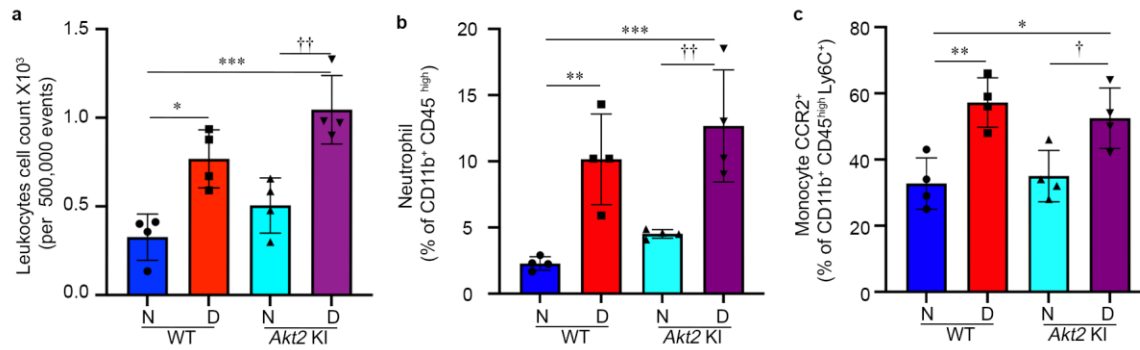 a
Leukocytes cell count X10³
(per 500,000 events)
1.5
1.0
0.5
0.0
***
*
††
N D N D
WT Akt2 KI
b
Neutrophil
(% of CD11b⁺ CD45 ʰⁱᵍʰ)
20
15
10
5
0
***
**
††
N D N D
WT Akt2 KI
c
Monocyte CCR2⁺
(% of CD11b⁺ CD45ʰⁱᵍʰ Ly6C⁺)
80
60
40
20
0
*
**
†
N D N D
WT Akt2 KI